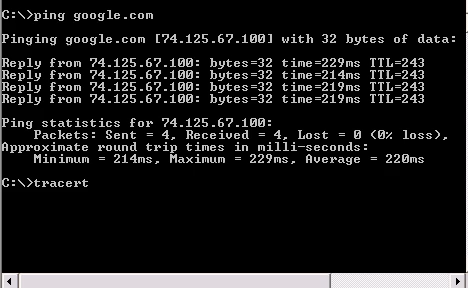 C:\>ping google.com
Pinging google.com [74.125.67.100] with 32 bytes of data:
Reply from 74.125.67.100: bytes=32 time=229ms TTL=243
Reply from 74.125.67.100: bytes=32 time=214ms TTL=243
Reply from 74.125.67.100: bytes=32 time=219ms TTL=243
Reply from 74.125.67.100: bytes=32 time=219ms TTL=243
Ping statistics for 74.125.67.100:
Packets: Sent = 4, Received = 4, Lost = 0 (0% loss),
Approximate round trip times in milli-seconds:
Minimum = 214ms, Maximum = 229ms, Average = 220ms
C:\>tracert